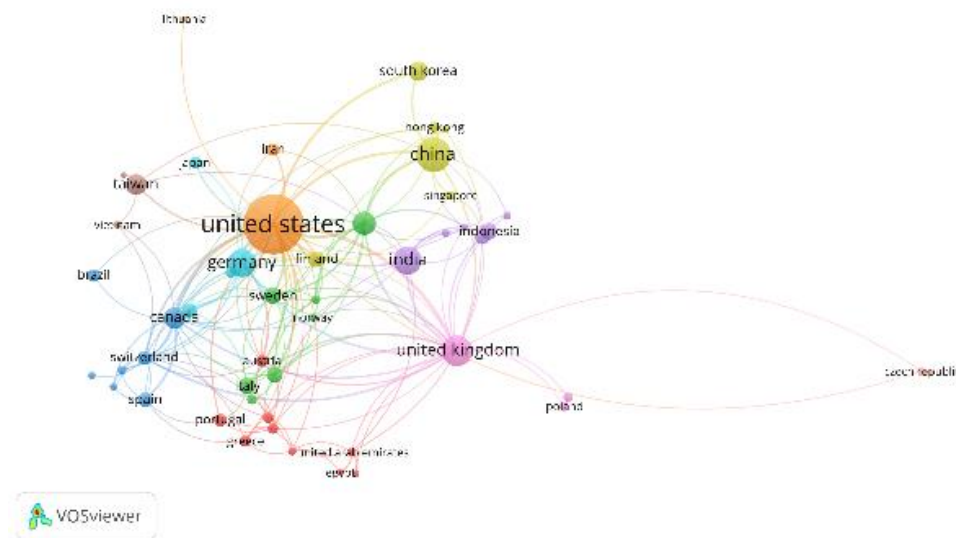 lithuania
south korea
hong kong
iran
china
japan
taiwan
singapore
united states
vietnam
indonesia
germany
finland
india
brazil
sweden
canada
norway
united kingdom
switzerland
austria
czech republi
italy
spain
poland
portugal
greece
united arab emirates
egypt
VOSviewer